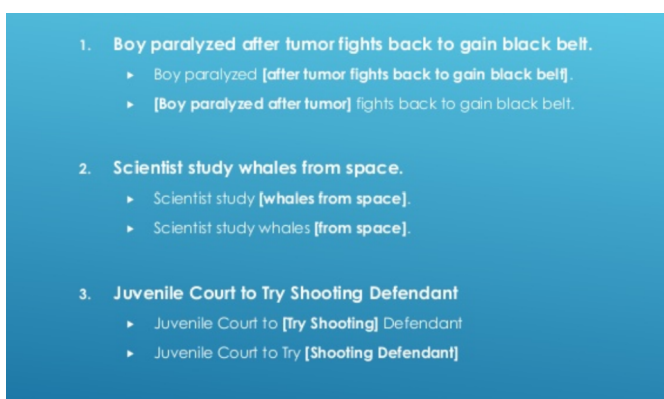 1. Boy paralyzed after tumor fights back to gain black belt.
▸ Boy paralyzed [after tumor fights back to gain black belt].
▸ [Boy paralyzed after tumor] fights back to gain black belt.
2. Scientist study whales from space.
▸ Scientist study [whales from space].
▸ Scientist study whales [from space].
3. Juvenile Court to Try Shooting Defendant
▸ Juvenile Court to [Try Shooting] Defendant
▸ Juvenile Court to Try [Shooting Defendant]